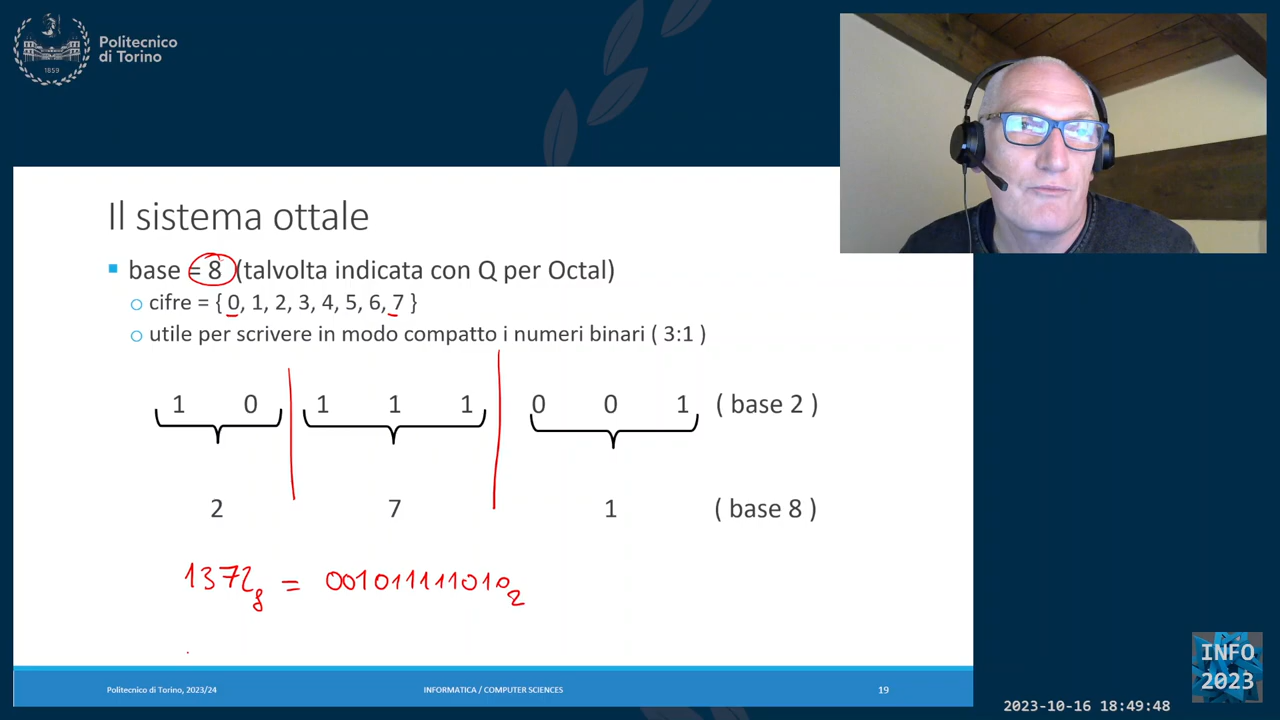 Politecnico
di Torino
1859
Il sistema ottale
base = 8 (talvolta indicata con Q per Octal)
cifre = { 0, 1, 2, 3, 4, 5, 6, 7 }
utile per scrivere in modo compatto i numeri binari ( 3:1 )
1 0 1 1 1 0 0 1 ( base 2 )
2 7 1 ( base 8 )
1372₈ = 001011111010₂
Politecnico di Torino, 2023/24 INFORMATICA / COMPUTER SCIENCES 19
INFO
2023
2023-10-16 18:49:48